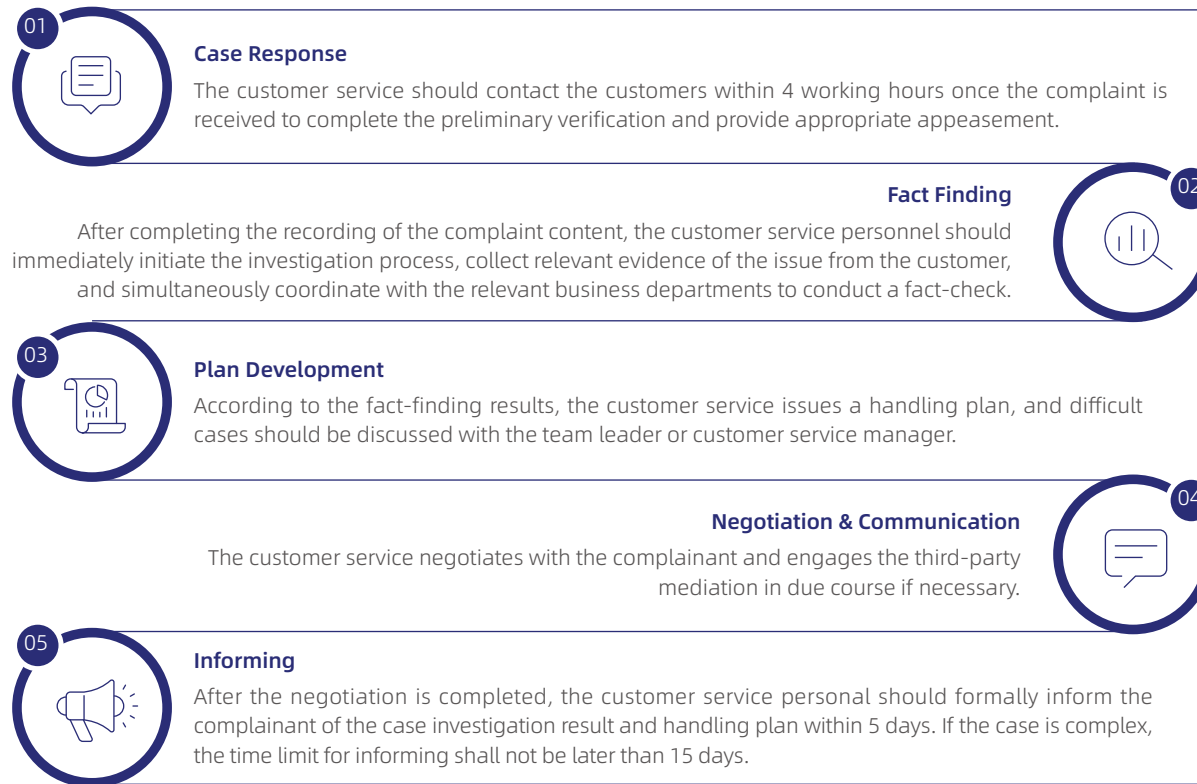 01
Case Response
The customer service should contact the customers within 4 working hours once the complaint is
received to complete the preliminary verification and provide appropriate appeasement.
02
Fact Finding
After completing the recording of the complaint content, the customer service personnel should
immediately initiate the investigation process, collect relevant evidence of the issue from the customer,
and simultaneously coordinate with the relevant business departments to conduct a fact-check.
03
Plan Development
According to the fact-finding results, the customer service issues a handling plan, and difficult
cases should be discussed with the team leader or customer service manager.
04
Negotiation & Communication
The customer service negotiates with the complainant and engages the third-party
mediation in due course if necessary.
05
Informing
After the negotiation is completed, the customer service personal should formally inform the
complainant of the case investigation result and handling plan within 5 days. If the case is complex,
the time limit for informing shall not be later than 15 days.